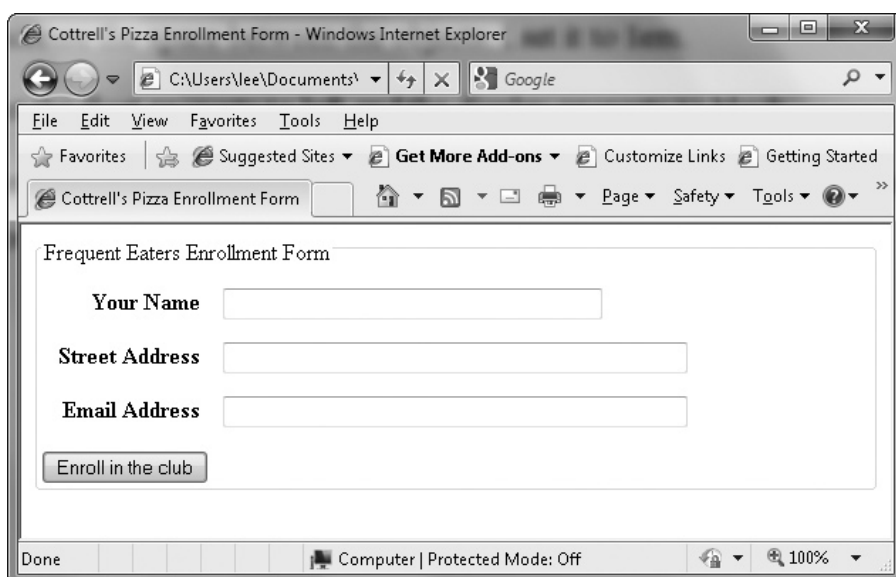 Cottrell's Pizza Enrollment Form - Windows Internet Explorer
C:\Users\lee\Documents\ Google
File Edit View Favorites Tools Help
Favorites Suggested Sites Get More Add-ons Customize Links Getting Started
Cottrell's Pizza Enrollment Form Page Safety Tools »
Frequent Eaters Enrollment Form
Your Name
Street Address
Email Address
Enroll in the club
Done Computer | Protected Mode: Off 100%